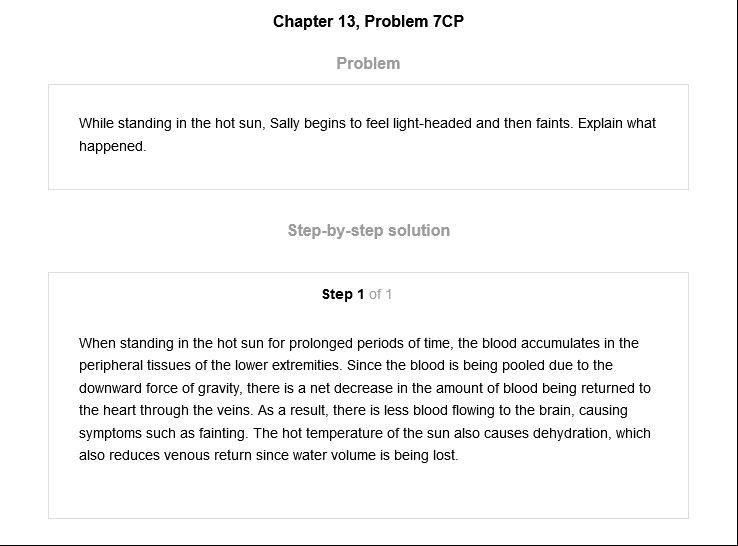 Chapter 13, Problem 7CP
Problem
While standing in the hot sun, Sally begins to feel light-headed and then faints. Explain what
happened.
Step-by-step solution
Step 1 of 1
When standing in the hot sun for prolonged periods of time, the blood accumulates in the
peripheral tissues of the lower extremities. Since the blood is being pooled due to the
downward force of gravity, there is a net decrease in the amount of blood being returned to
the heart through the veins. As a result, there is less blood flowing to the brain, causing
symptoms such as fainting. The hot temperature of the sun also causes dehydration, which
also reduces venous return since water volume is being lost.